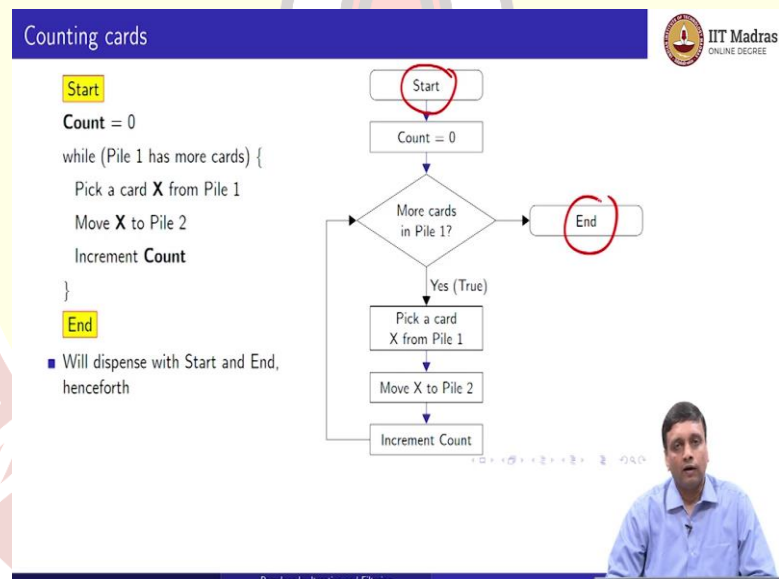 Counting cards
IIT Madras
ONLINE DEGREE
Start
Count = 0
while (Pile 1 has more cards) {
Pick a card X from Pile 1
Move X to Pile 2
Increment Count
}
End
Will dispense with Start and End,
henceforth
Start
Count = 0
More cards
in Pile 1?
End
Yes (True)
Pick a card
X from Pile 1
Move X to Pile 2
Increment Count